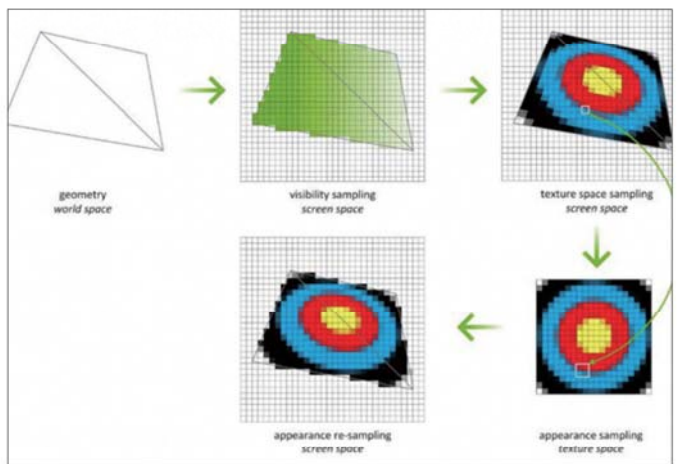 geometry
world space
visibility sampling
screen space
texture space sampling
screen space
appearance re-sampling
screen space
appearance sampling
texture space